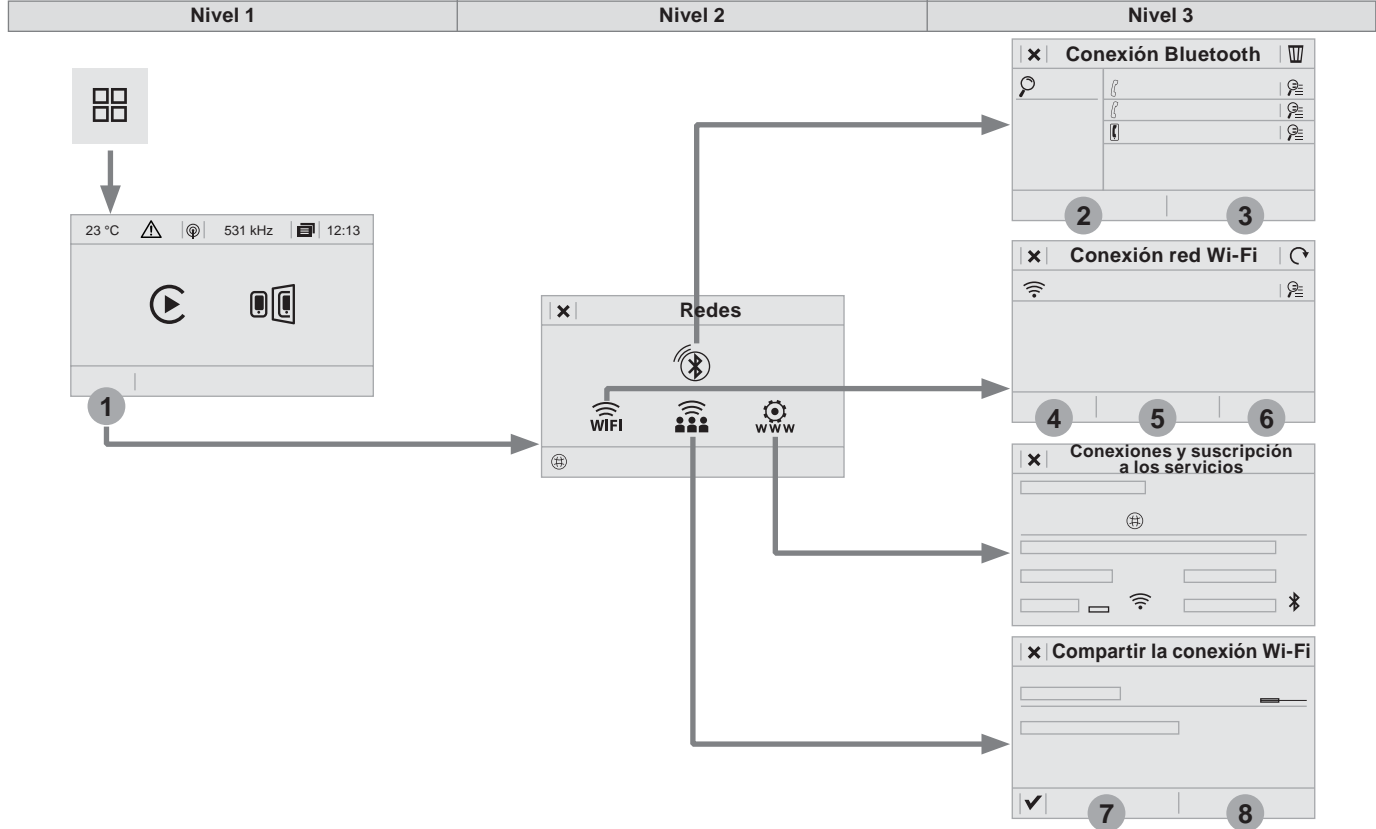 Nivel 1
Nivel 2
Nivel 3
23 °C
531 kHz
12:13
1
Redes
WIFI
www
Conexión Bluetooth
2
3
Conexión red Wi-Fi
4
5
6
Conexiones y suscripción
a los servicios
Compartir la conexión Wi-Fi
7
8